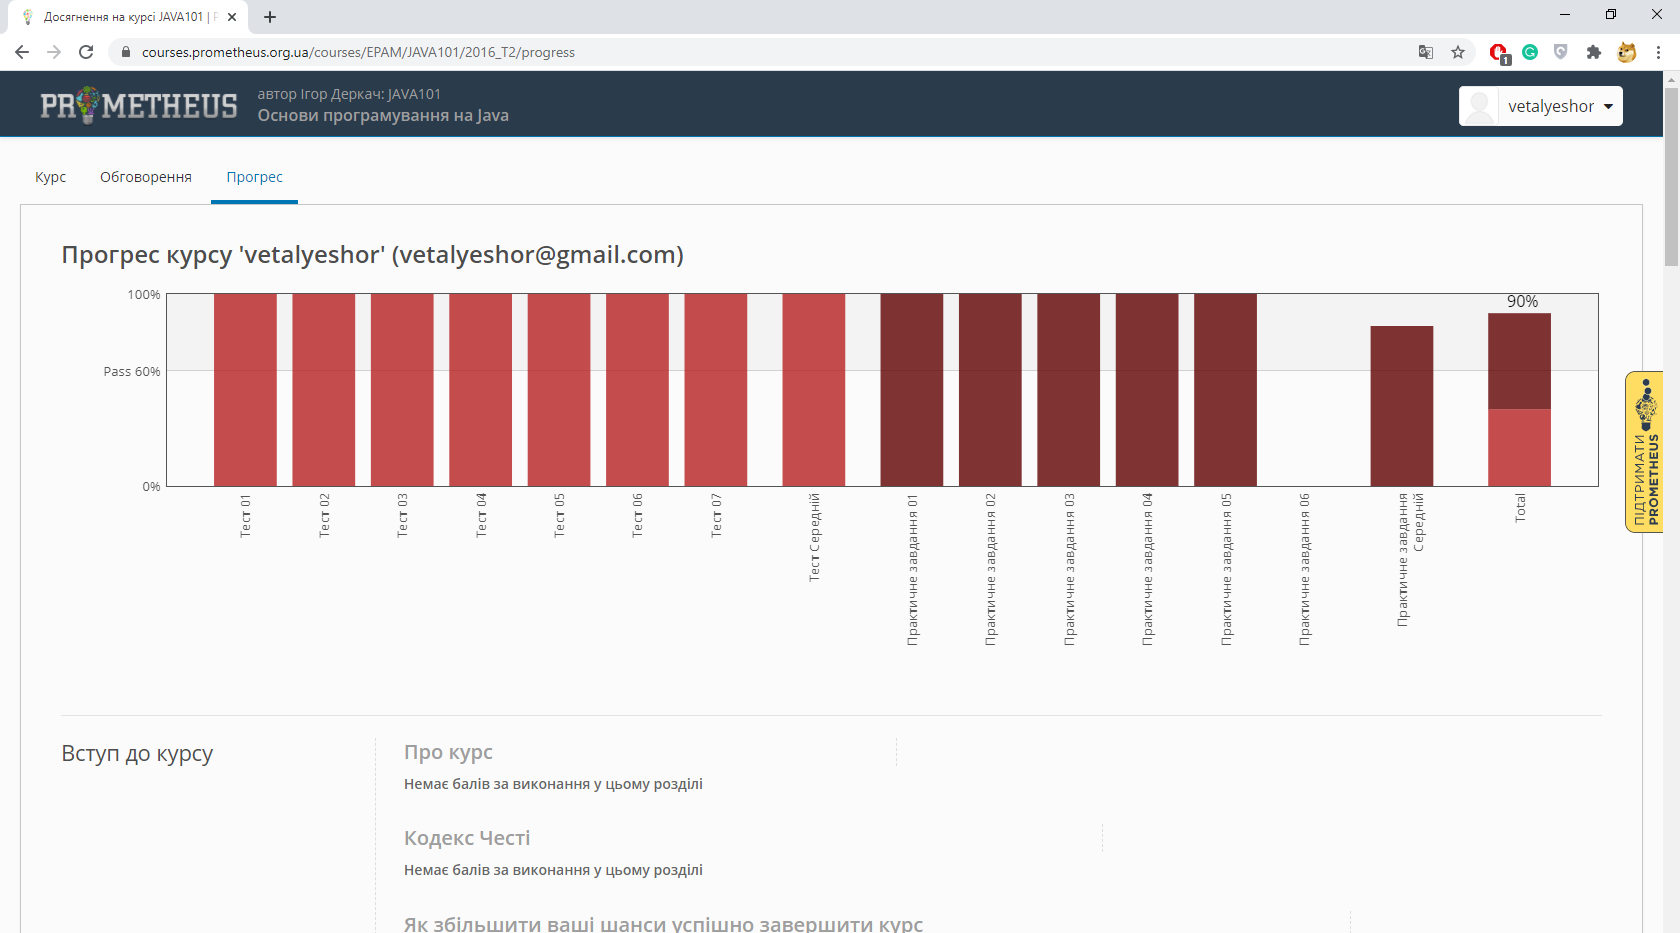 Досягнення на курсі JAVA101 | P
courses.prometheus.org.ua/courses/EPAM/JAVA101/2016_T2/progress
1
PROMETHEUS
автор Ігор Деркач: JAVA101
Основи програмування на Java
vetalyeshor
Курс
Обговорення
Прогрес
Прогрес курсу 'vetalyeshor' (vetalyeshor@gmail.com)
100%
Pass 60%
0%
90%
Тест 01
Тест 02
Тест 03
Тест 04
Тест 05
Тест 06
Тест 07
Тест Середній
Практичне завдання 01
Практичне завдання 02
Практичне завдання 03
Практичне завдання 04
Практичне завдання 05
Практичне завдання 06
Практичне завдання
Середній
Total
ПІДТРИМАТИ
PROMETHEUS
Вступ до курсу
Про курс
Немає балів за виконання у цьому розділі
Кодекс Честі
Немає балів за виконання у цьому розділі
Як збільшити ваші шанси успішно завершити курс